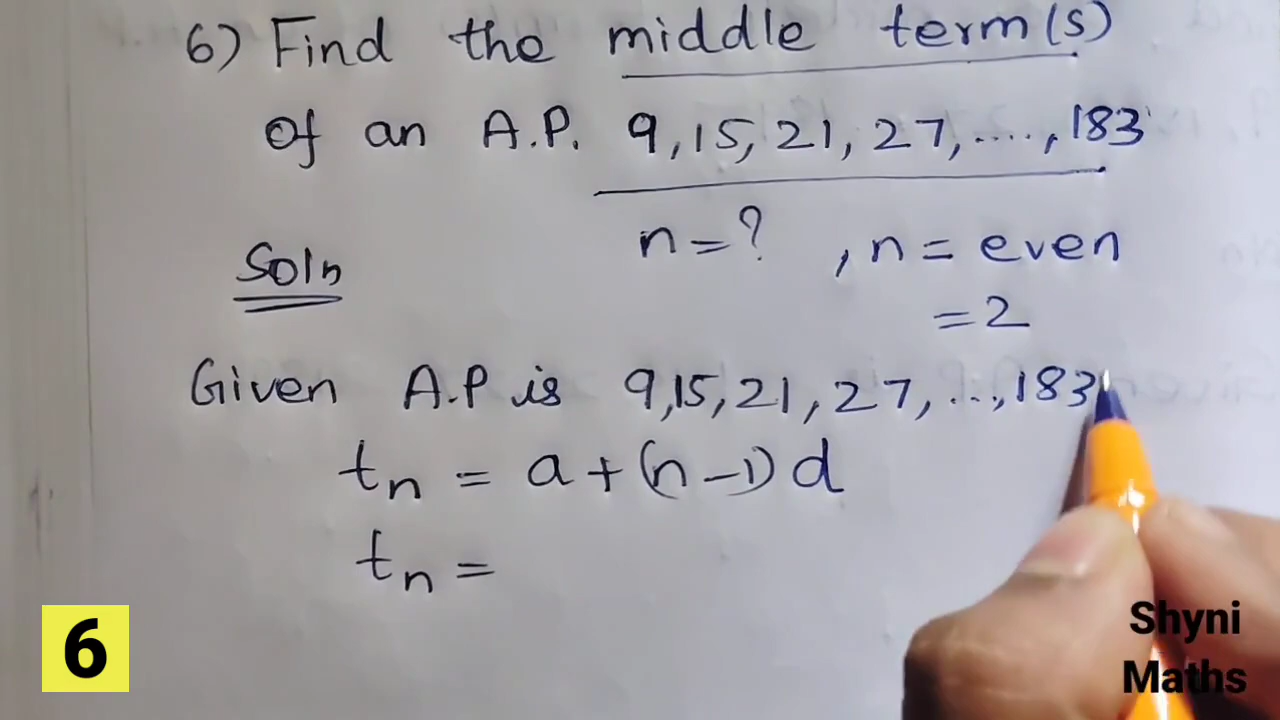 6) Find the middle term(s)
of an A.P. 9,15,21,27,....,183
n=? ,n= even
Soln
=2
Given A.P is 9,15,21,27,...,183
tn = a+(n-1)d
tn =
6
Shyni
Maths